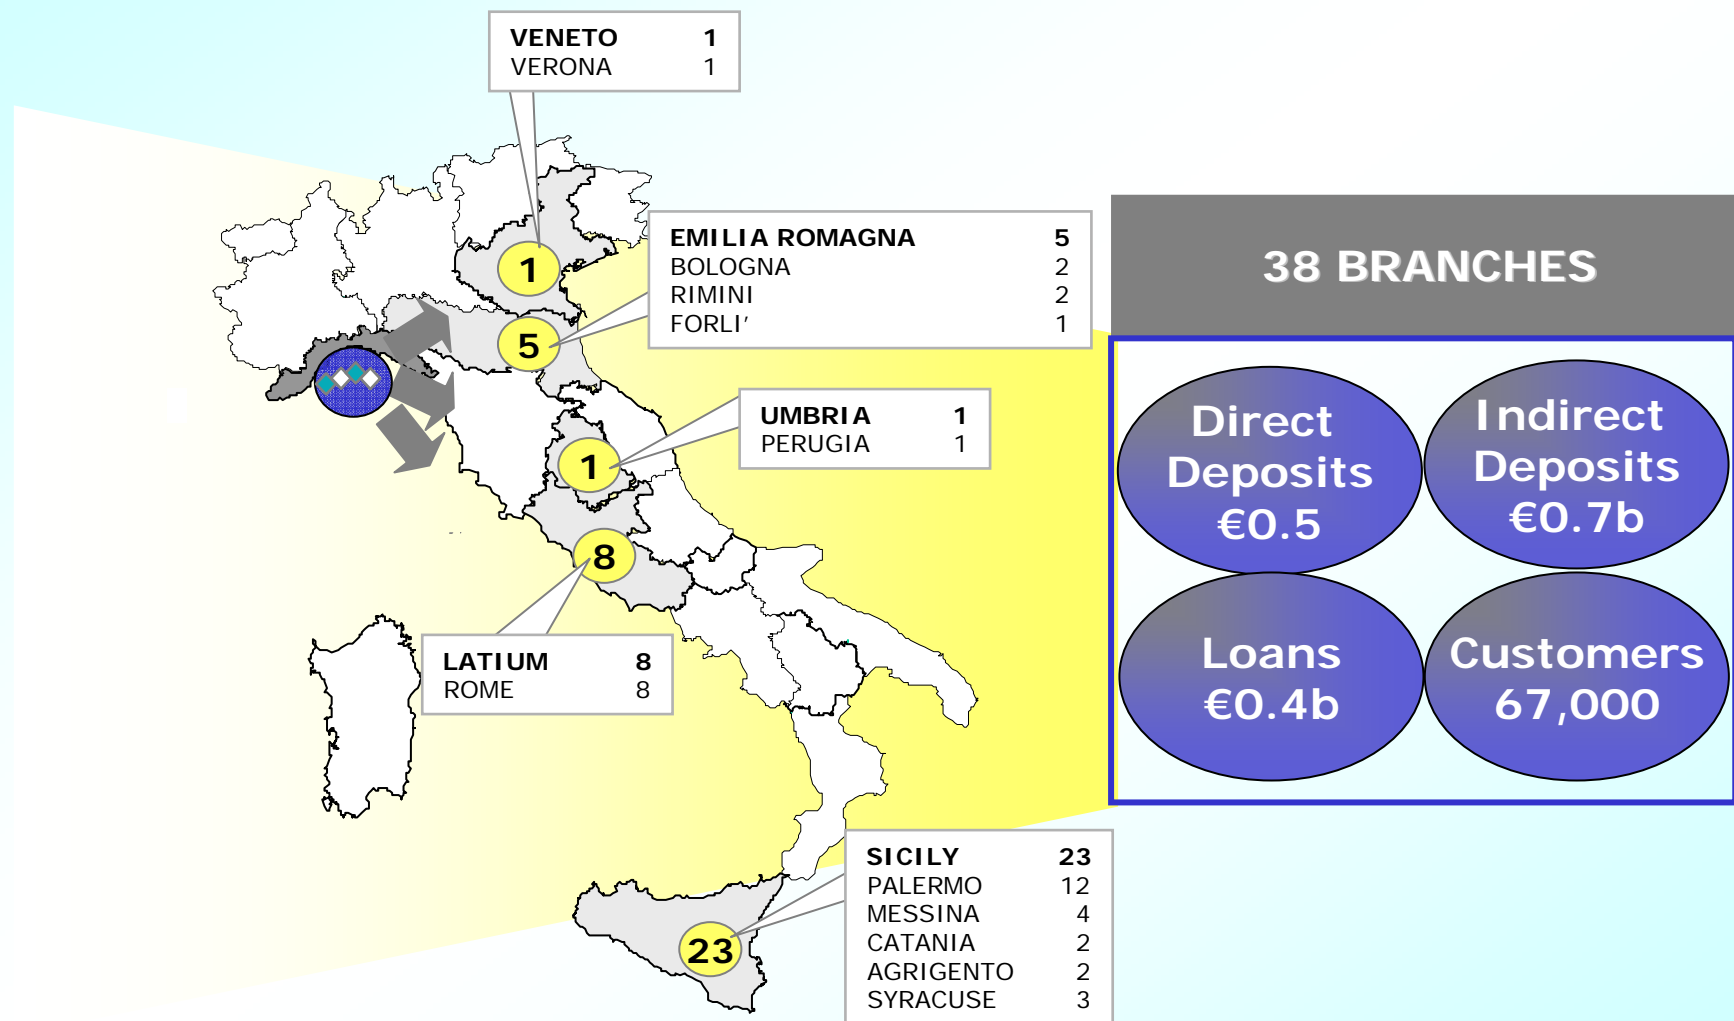 VENETO 1
VERONA 1
1
EMILIA ROMAGNA 5
BOLOGNA 2
RIMINI 2
FORLI’ 1
5
UMBRIA 1
PERUGIA 1
1
8
LATIUM 8
ROME 8
SICILY 23
PALERMO 12
MESSINA 4
CATANIA 2
AGRIGENTO 2
SYRACUSE 3
23
38 BRANCHES
Direct
Deposits
€0.5
Indirect
Deposits
€0.7b
Loans
€0.4b
Customers
67,000